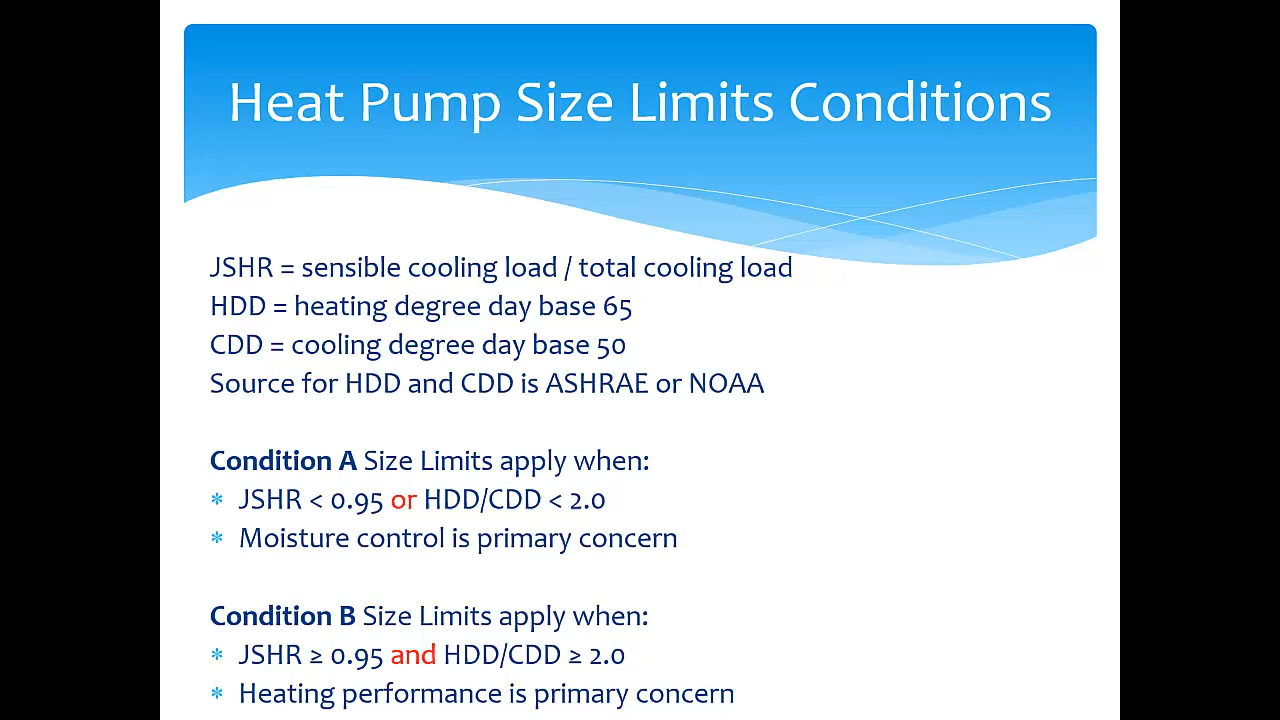 Heat Pump Size Limits Conditions
JSHR = sensible cooling load / total cooling load
HDD = heating degree day base 65
CDD = cooling degree day base 50
Source for HDD and CDD is ASHRAE or NOAA
Condition A Size Limits apply when:
* JSHR < 0.95 or HDD/CDD < 2.0
* Moisture control is primary concern
Condition B Size Limits apply when:
* JSHR ≥ 0.95 and HDD/CDD ≥ 2.0
* Heating performance is primary concern